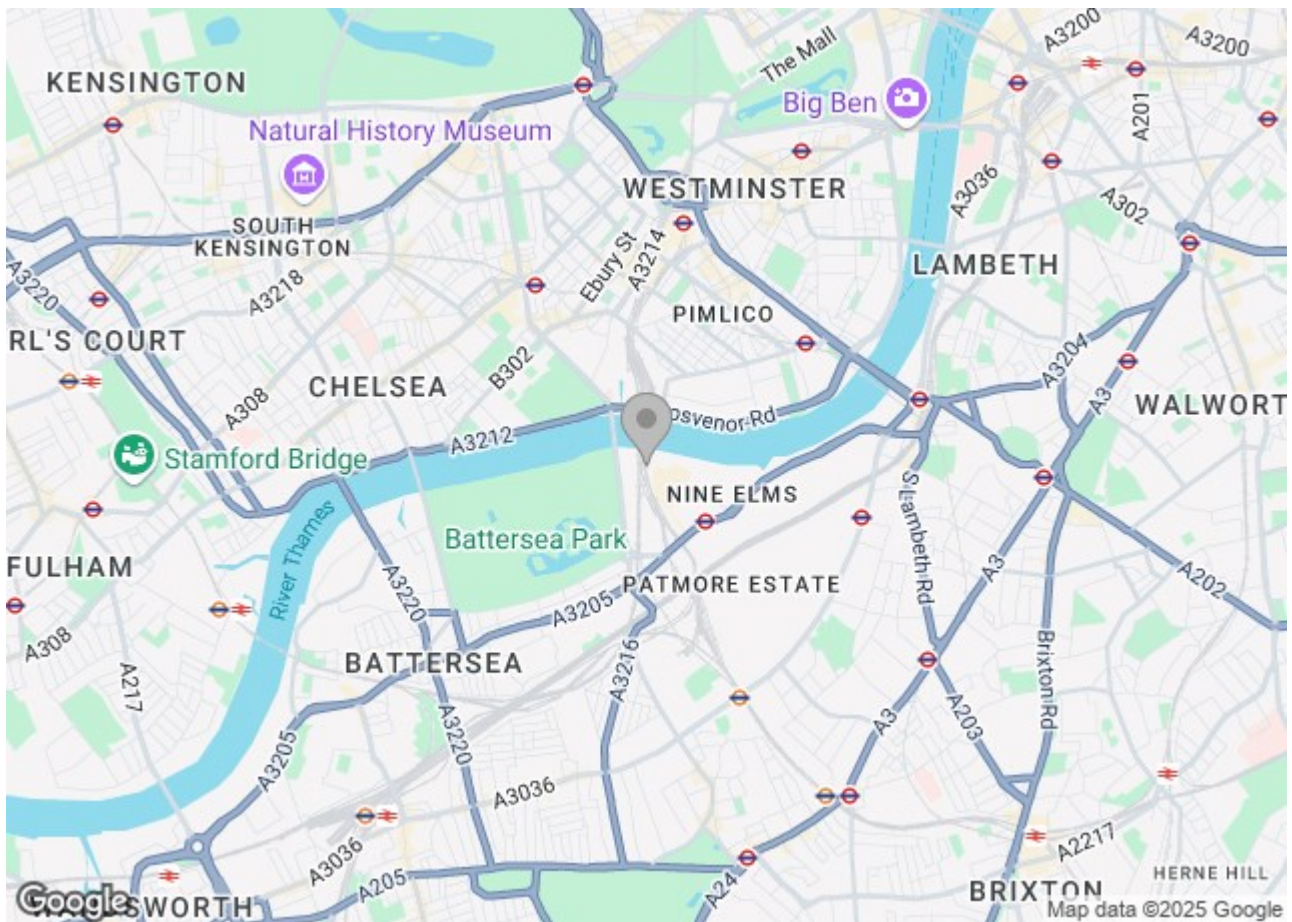 A3200
A3200
The Mall
KENSINGTON
Big Ben
A201
Natural History Museum
WESTMINSTER
A3036
A302
SOUTH
KENSINGTON
Ebury St
A3214
LAMBETH
A3220
A3218
PIMLICO
RL'S COURT
B302
A3204
CHELSEA
A308
A3
WALWORT
osvenor Rd
A3212
Stamford Bridge
NINE ELMS
S Lambeth Rd
River Thames
Battersea Park
FULHAM
A3220
PATMORE ESTATE
A3
A202
A3205
A308
A217
BATTERSEA
A3216
Brixton Rd
A203
A3220
A3
A3205
A3036
A3036
A2217
A205
A24
HERNE HILL
BRIXTON
Google
SWORTH
Map data ©2025 Google